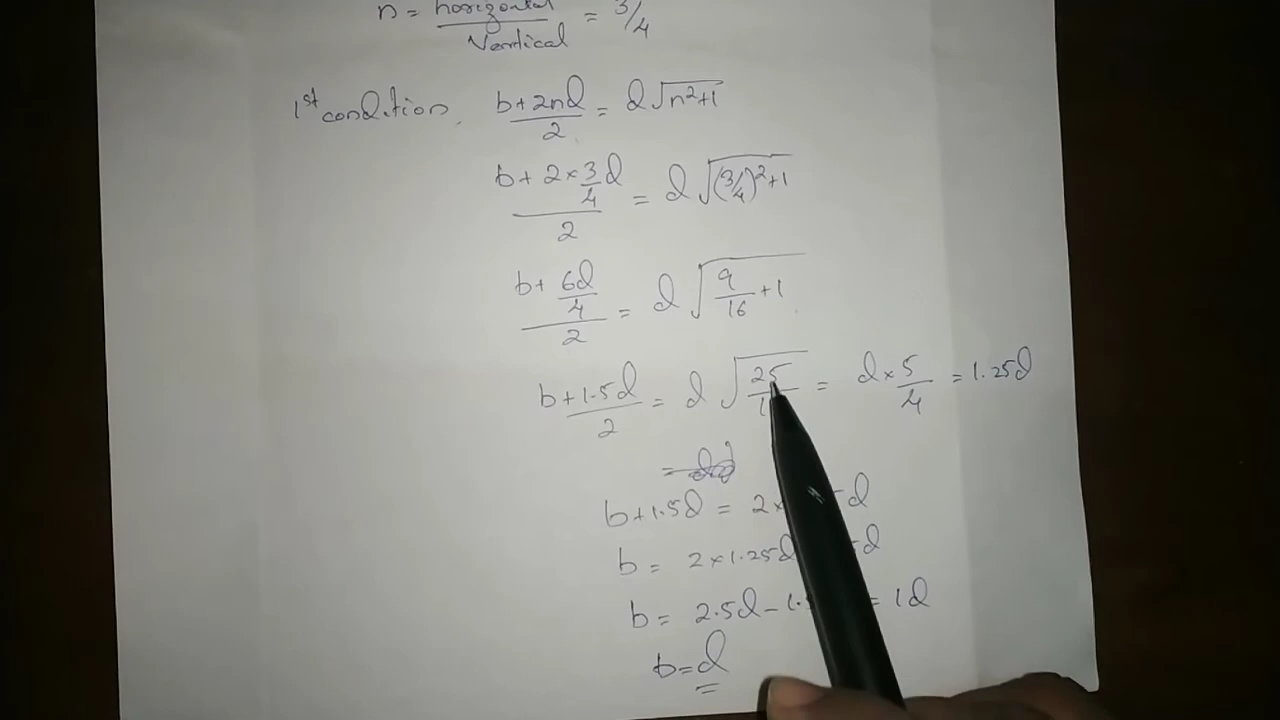 n = horizontal/Vertical = 3/4
1st condition, b+2nd/2 = d√n²+1
b+2×3/4d/2 = d√(3/4)²+1
b+6d/4/2 = d√9/16+1
b+1.5d/2 = d√25/1 = d×5/4 = 1.25d
=
b+1.5d = 2× d
b = 2×1.25d d
b = 2.5d-1. = 1d
b=d